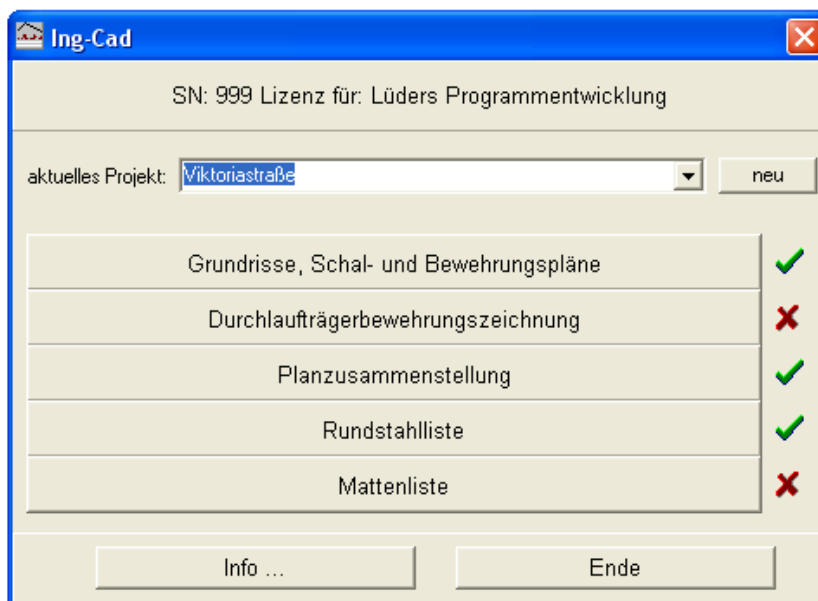 Ing-Cad
SN: 999 Lizenz für: Lüders Programmentwicklung
aktuelles Projekt: Viktoriastraße neu
Grundrisse, Schal- und Bewehrungspläne
Durchlaufträgerbewehrungszeichnung
Planzusammenstellung
Rundstahlliste
Mattenliste
Info ... Ende